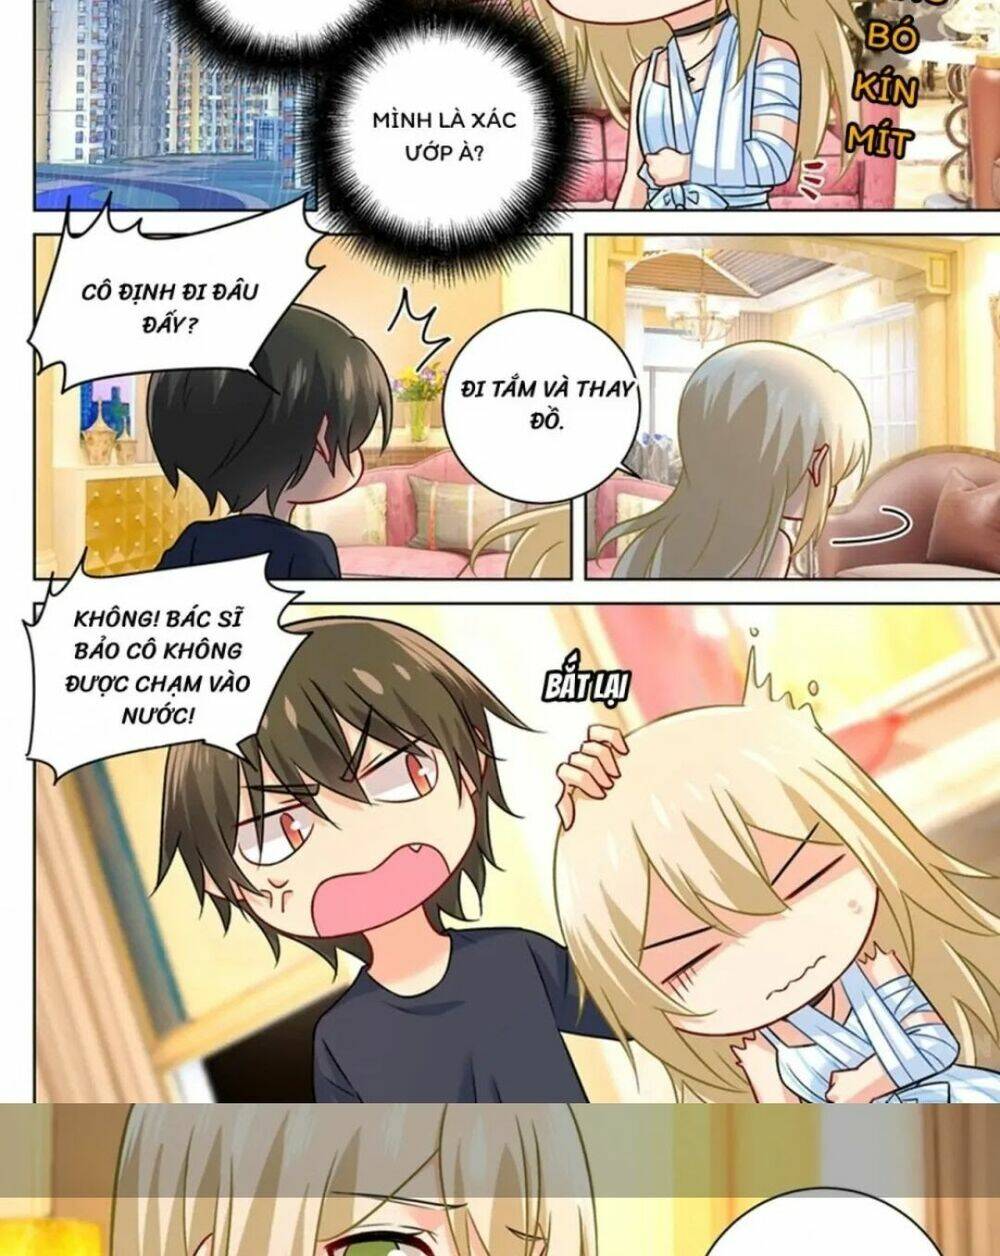 BÓ
KÍN
MÍT
MÌNH LÀ XÁC
ƯỚP À?
CÔ ĐỊNH ĐI ĐÂU
ĐẤY?
ĐI TẮM VÀ THAY
ĐỒ.
KHÔNG! BÁC SĨ
BẢO CÔ KHÔNG
ĐƯỢC CHẠM VÀO
NƯỚC!
BẮT LẠI